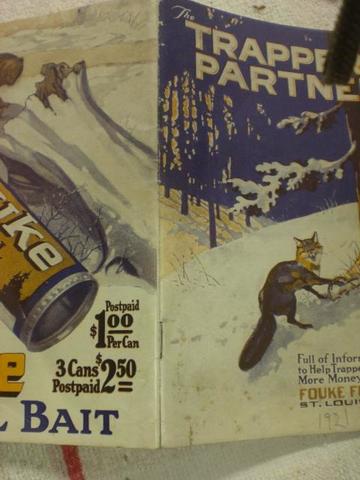 Postpaid
$1.00
Per Can
3 Cans $2.50
Postpaid
BAIT
The
TRAPPE
PARTNE
Full of Infor
to Help Trappe
More Money
FOUKE F
ST. LOUI
1921